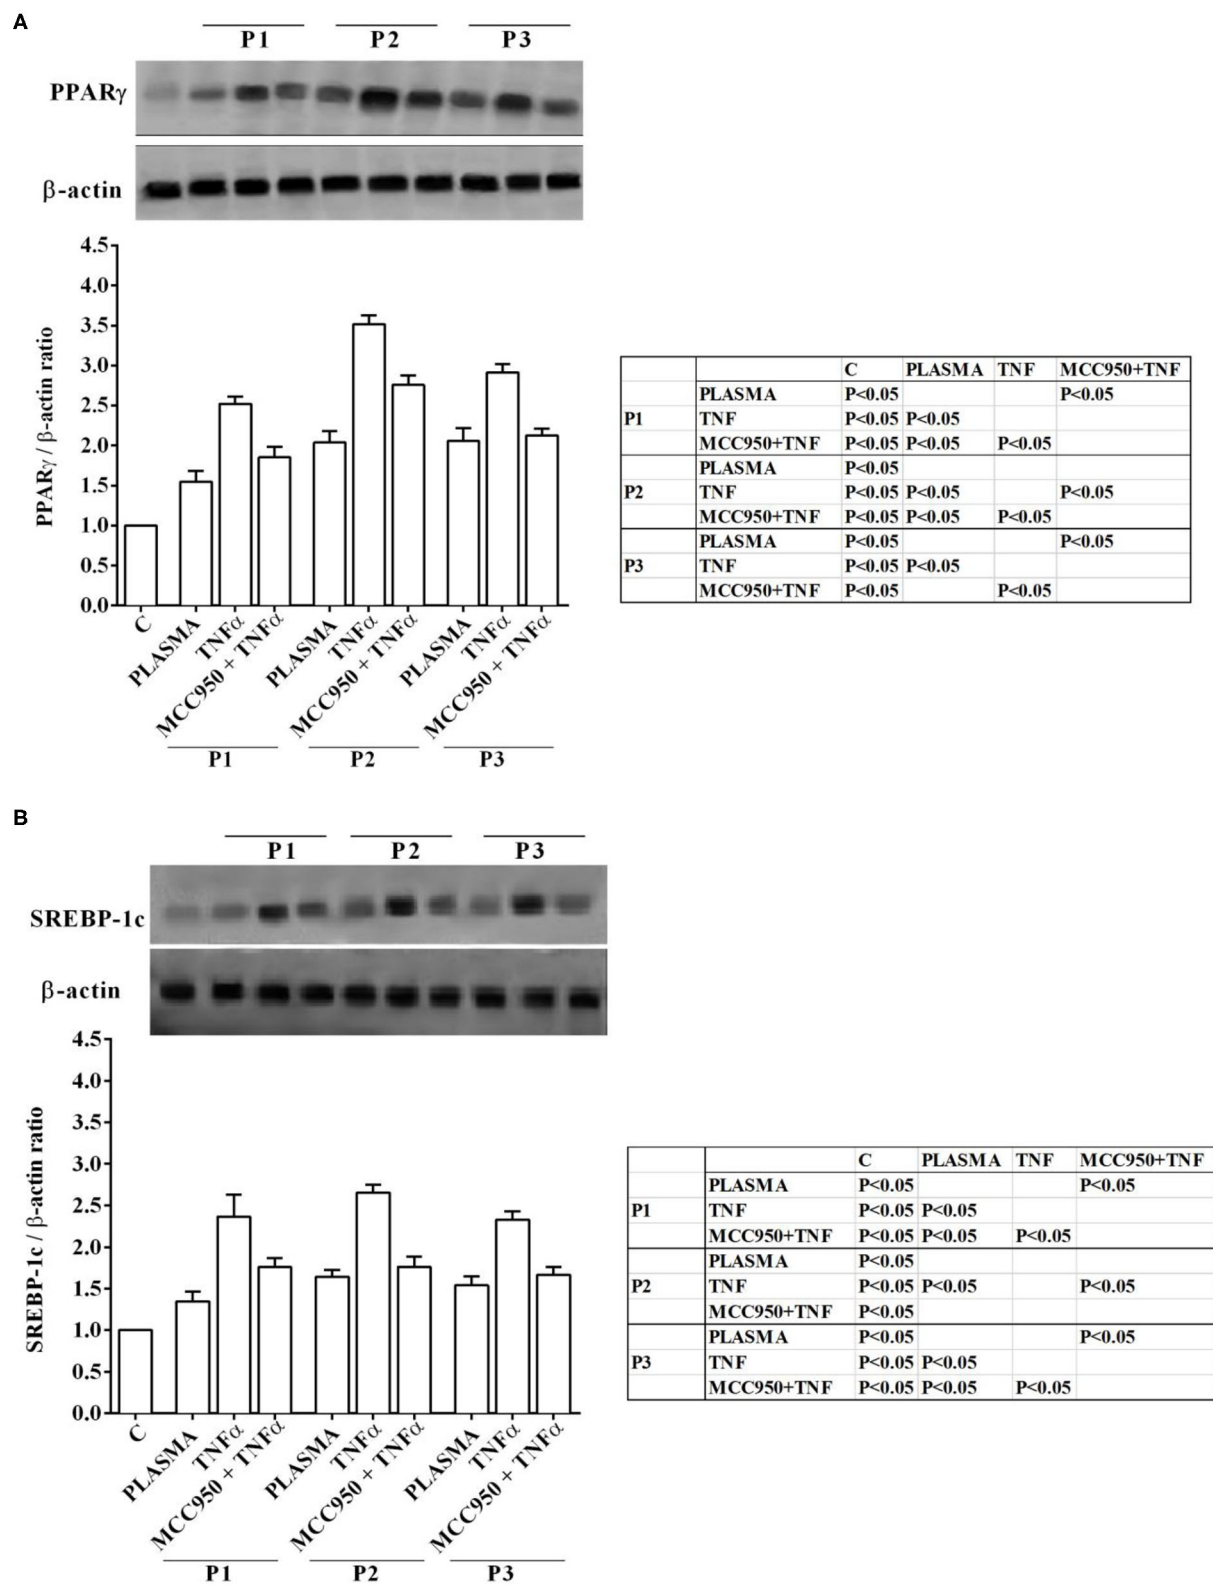 A
P1 P2 P3
PPARγ
β-actin
PPARγ / β-actin ratio
4.5
4.0
3.5
3.0
2.5
2.0
1.5
1.0
0.5
0.0
C PLASMA TNFα MCC950 + TNFα PLASMA TNFα MCC950 + TNFα PLASMA TNFα MCC950 + TNFα
P1 P2 P3
C PLASMA TNF MCC950+TNF
PLASMA P<0.05 P<0.05
P1 TNF P<0.05 P<0.05
MCC950+TNF P<0.05 P<0.05 P<0.05
PLASMA P<0.05
P2 TNF P<0.05 P<0.05 P<0.05
MCC950+TNF P<0.05 P<0.05 P<0.05
PLASMA P<0.05 P<0.05
P3 TNF P<0.05 P<0.05
MCC950+TNF P<0.05 P<0.05
B
P1 P2 P3
SREBP-1c
β-actin
SREBP-1c / β-actin ratio
4.5
4.0
3.5
3.0
2.5
2.0
1.5
1.0
0.5
0.0
C PLASMA TNFα MCC950 + TNFα PLASMA TNFα MCC950 + TNFα PLASMA TNFα MCC950 + TNFα
P1 P2 P3
C PLASMA TNF MCC950+TNF
PLASMA P<0.05 P<0.05
P1 TNF P<0.05 P<0.05
MCC950+TNF P<0.05 P<0.05 P<0.05
PLASMA P<0.05
P2 TNF P<0.05 P<0.05 P<0.05
MCC950+TNF P<0.05
PLASMA P<0.05 P<0.05
P3 TNF P<0.05 P<0.05
MCC950+TNF P<0.05 P<0.05 P<0.05